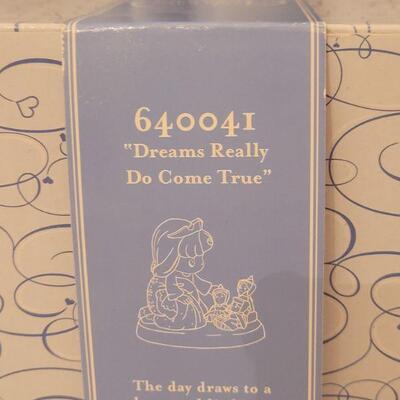 640041
"Dreams Really
Do Come True"
The day draws to a